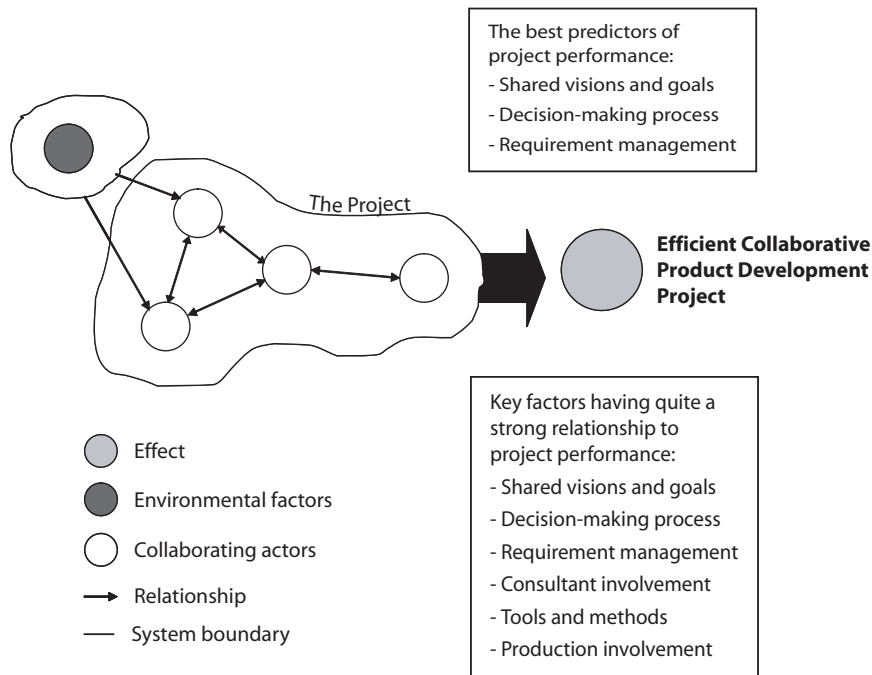 The best predictors of
project performance:
- Shared visions and goals
- Decision-making process
- Requirement management
The Project
Efficient Collaborative
Product Development
Project
Key factors having quite a
strong relationship to
project performance:
- Shared visions and goals
- Decision-making process
- Requirement management
- Consultant involvement
- Tools and methods
- Production involvement
Effect
Environmental factors
Collaborating actors
Relationship
System boundary